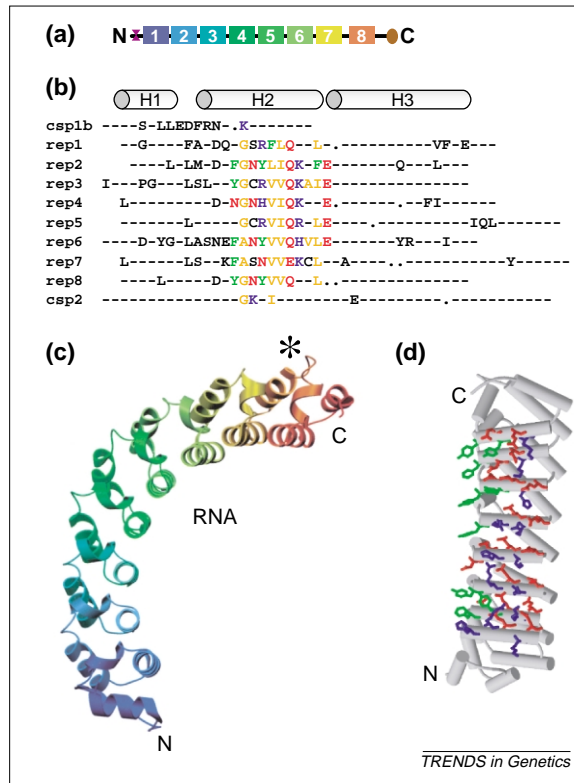 (a)
N 1 2 3 4 5 6 7 8 C
(b)
H1 H2 H3
csp1b -----S-LLEDFRN-.K--------
rep1 ---G----FA-DQ-GSRFLQ--L-.------------VF-E---
rep2 ------L-LM-D-FGNYLIQK-FE--------Q--L----
rep3 I---PG--LSL-YGCRVVQKAIE-----------------
rep4 --L---------D-NGNHVIQK--E------------.--FI----
rep5 ---------------GCRVIQR-LE-----.------------IQL------
rep6 ---D-YG-LASNEFANYVVQHVLE--------YR---I---
rep7 --L------LS--KFASNVVEKCL--A-----.--------------Y------
rep8 ------L----D-YGNYVVQ--L..-----------------
csp2 -----------------GK--I----------E---------------------
(c)
*
C
RNA
N
(d)
C
N
TRENDS in Genetics